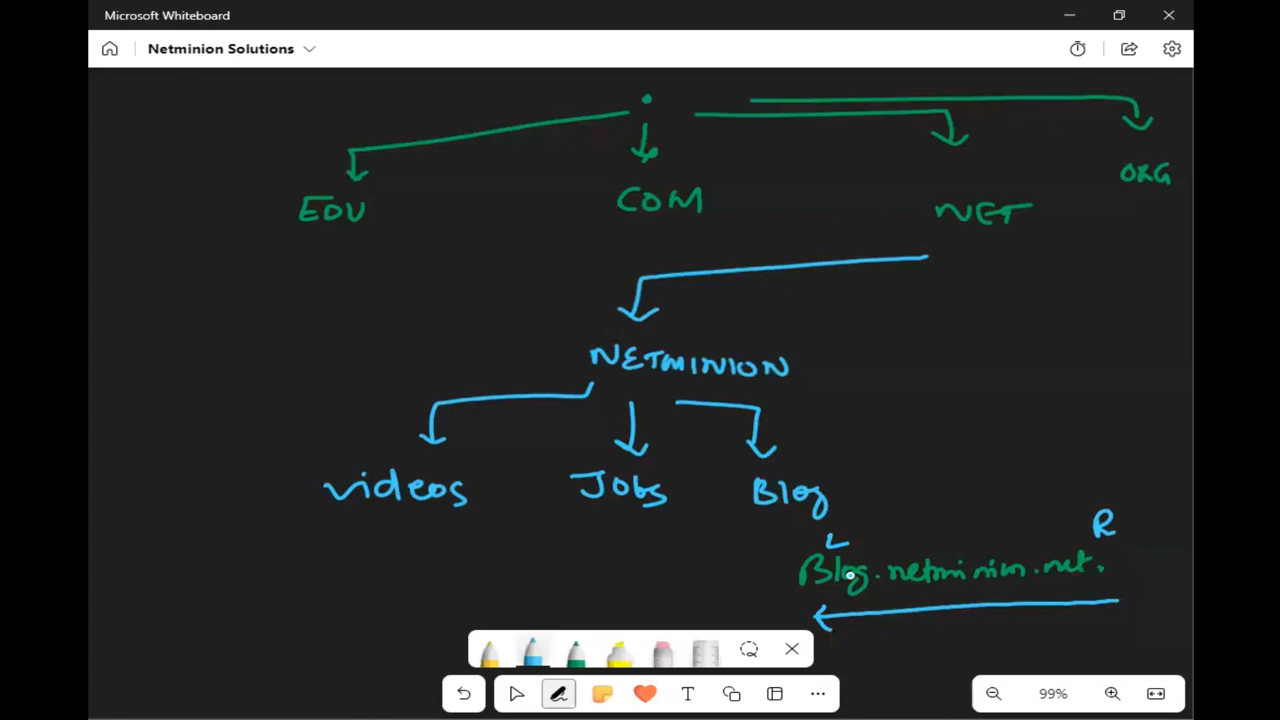 Microsoft Whiteboard
Netminion Solutions
.
EDU
COM
NET
ORG
NETMINION
Videos
Jobs
Blog
L
R
Blog.netminion.net.
99%